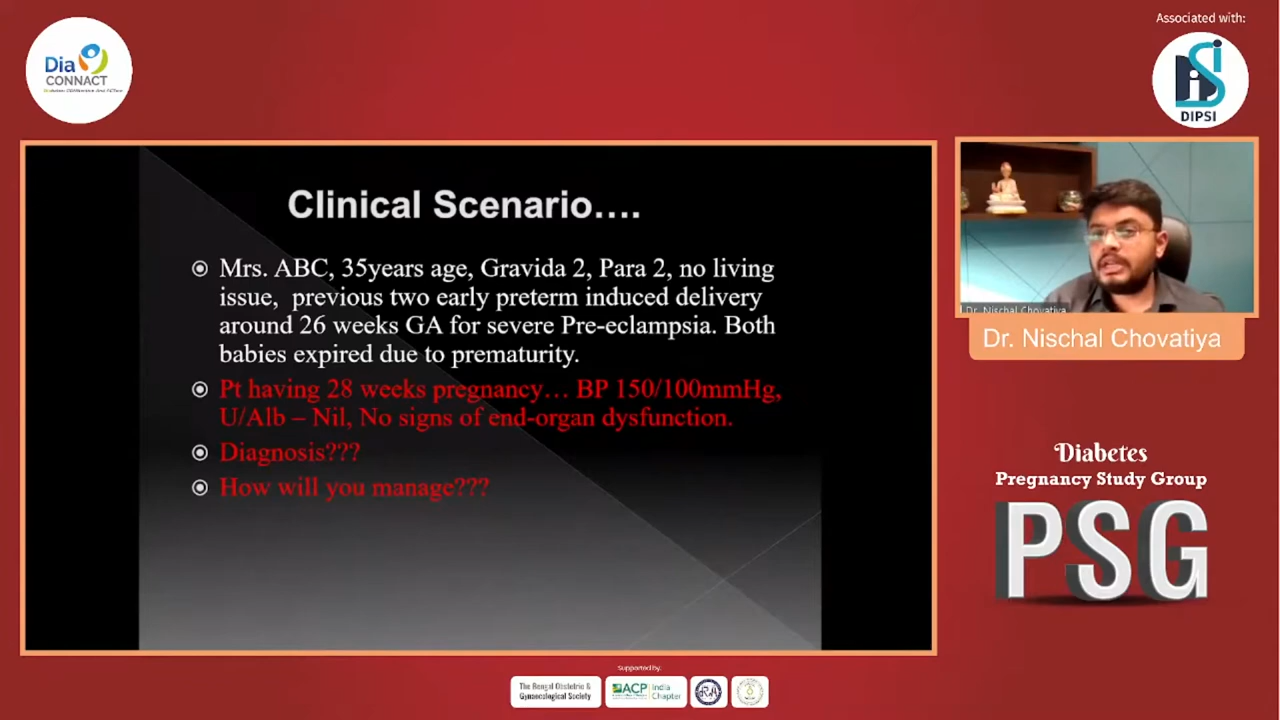 Associated with:
Dia
CONNACT
DIPSI
Clinical Scenario....
Mrs. ABC, 35years age, Gravida 2, Para 2, no living
issue, previous two early preterm induced delivery
around 26 weeks GA for severe Pre-eclampsia. Both
babies expired due to prematurity.
Pt having 28 weeks pregnancy... BP 150/100mmHg,
U/Alb – Nil, No signs of end-organ dysfunction.
Diagnosis???
How will you manage???
Dr. Nischal Chovatiya
Dr. Nischal Chovatiya
Diabetes
Pregnancy Study Group
PSG
Supported by:
The Bengal Obstetric &
Gynaecological Society
ACP India
Chapter